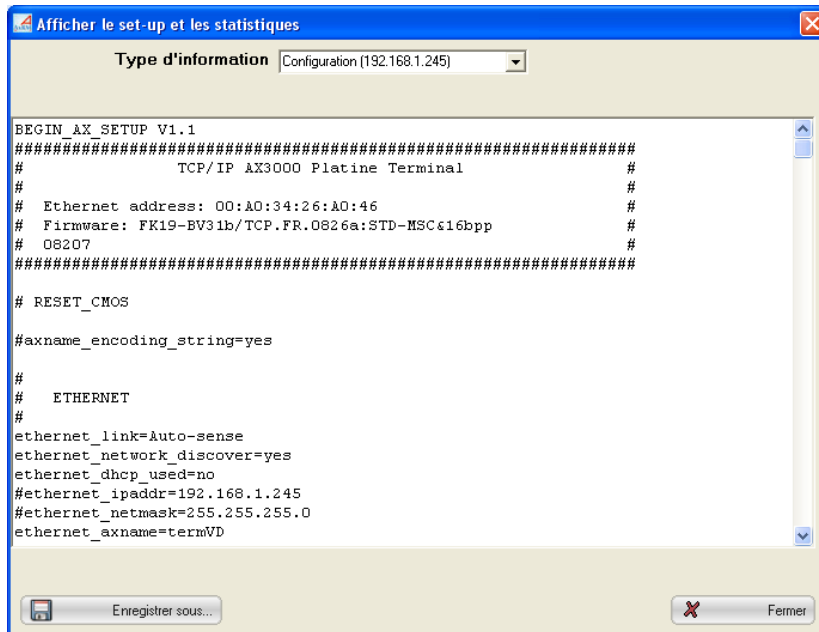 Afficher le set-up et les statistiques
Type d'information Configuration (192.168.1.245)
BEGIN_AX_SETUP V1.1
#################################################################
# TCP/IP AX3000 Platine Terminal #
# #
# Ethernet address: 00:A0:34:26:A0:46 #
# Firmware: FK19-BV31b/TCP.FR.0826a:STD-MSC&16bpp #
# 08207 #
#################################################################
# RESET_CMOS
#axname_encoding_string=yes
#
# ETHERNET
#
ethernet_link=Auto-sense
ethernet_network_discover=yes
ethernet_dhcp_used=no
#ethernet_ipaddr=192.168.1.245
#ethernet_netmask=255.255.255.0
ethernet_axname=termVD
Enregistrer sous... Fermer